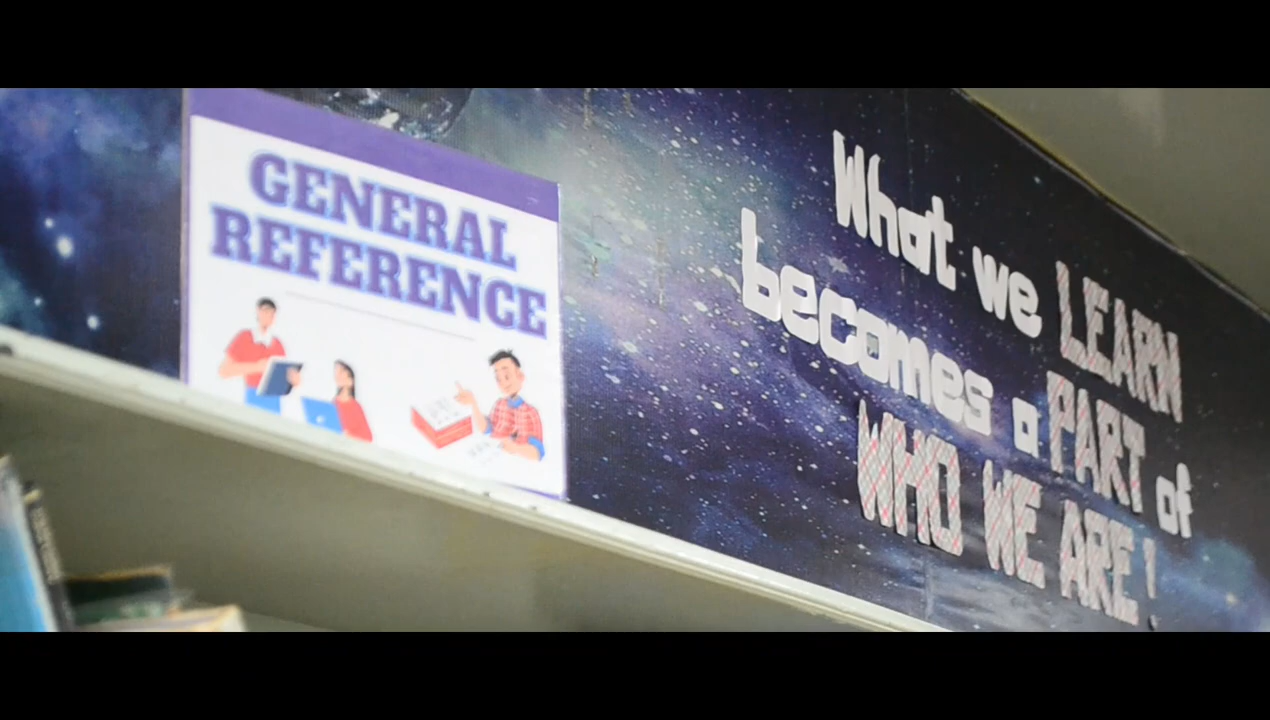 GENERAL
REFERENCE
What we LEARN
becomes a PART of
WHO WE ARE!